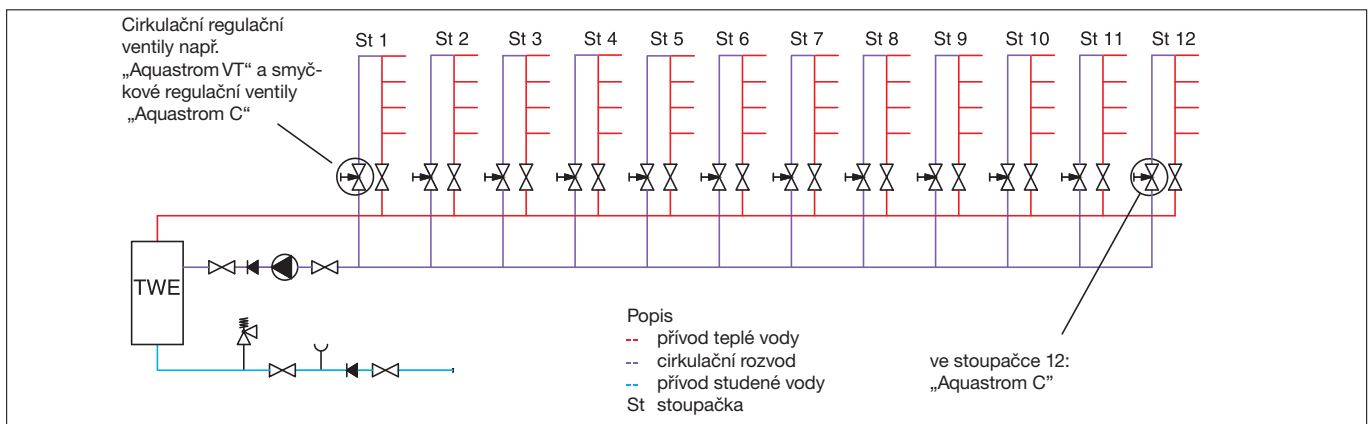 Cirkulační regulační
ventily např.
„Aquastrom VT“ a smyč-
kové regulační ventily
„Aquastrom C“
St 1 St 2 St 3 St 4 St 5 St 6 St 7 St 8 St 9 St 10 St 11 St 12
TWE
Popis
-- přívod teplé vody
-- cirkulační rozvod
-- přívod studené vody
St stoupačka
ve stoupačce 12:
„Aquastrom C”